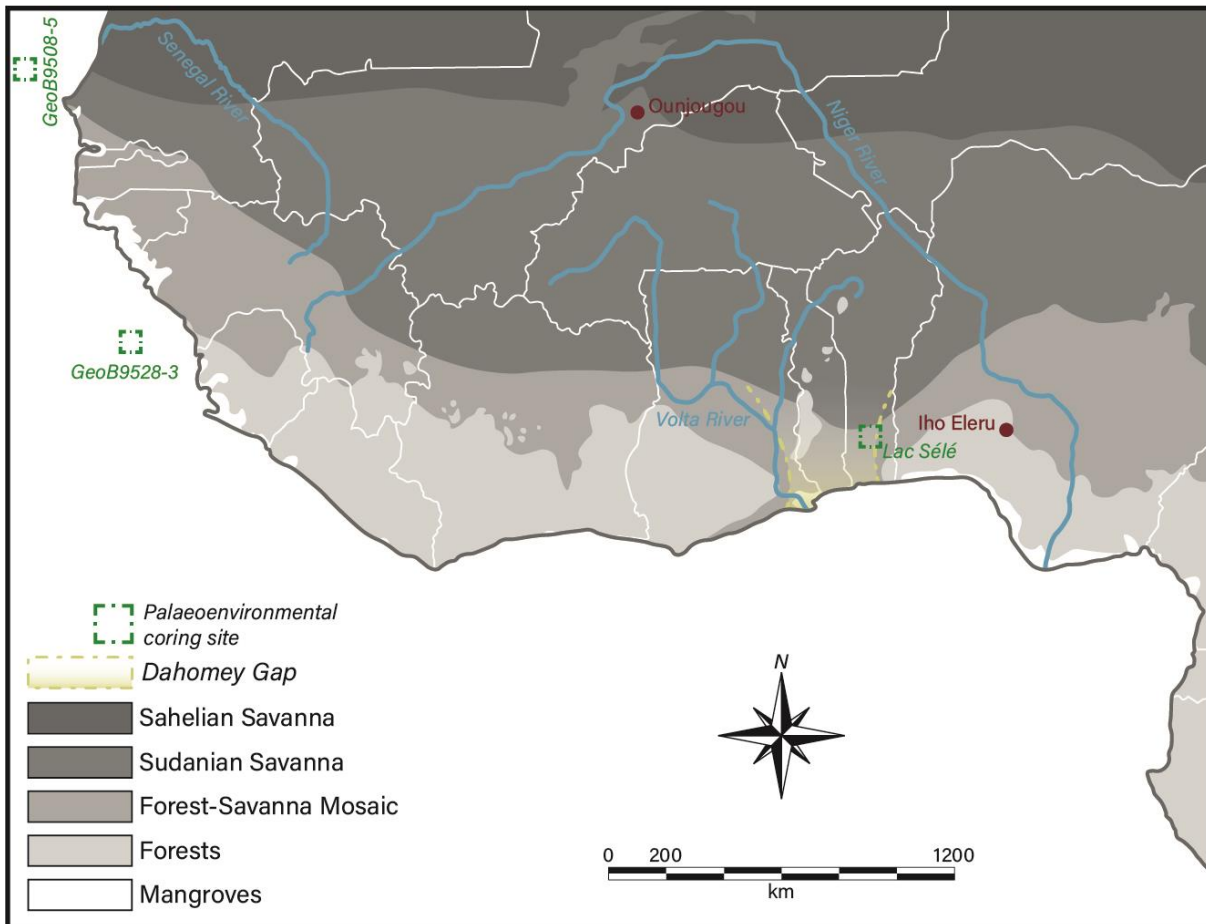 GeoB9508-5
Senegal River
Ounjougou
Niger River
GeoB9528-3
Volta River
Iho Eleru
Lac Sélé
Palaeoenvironmental
coring site
Dahomey Gap
Sahelian Savanna
Sudanian Savanna
Forest-Savanna Mosaic
Forests
Mangroves
N
0 200 1200
km